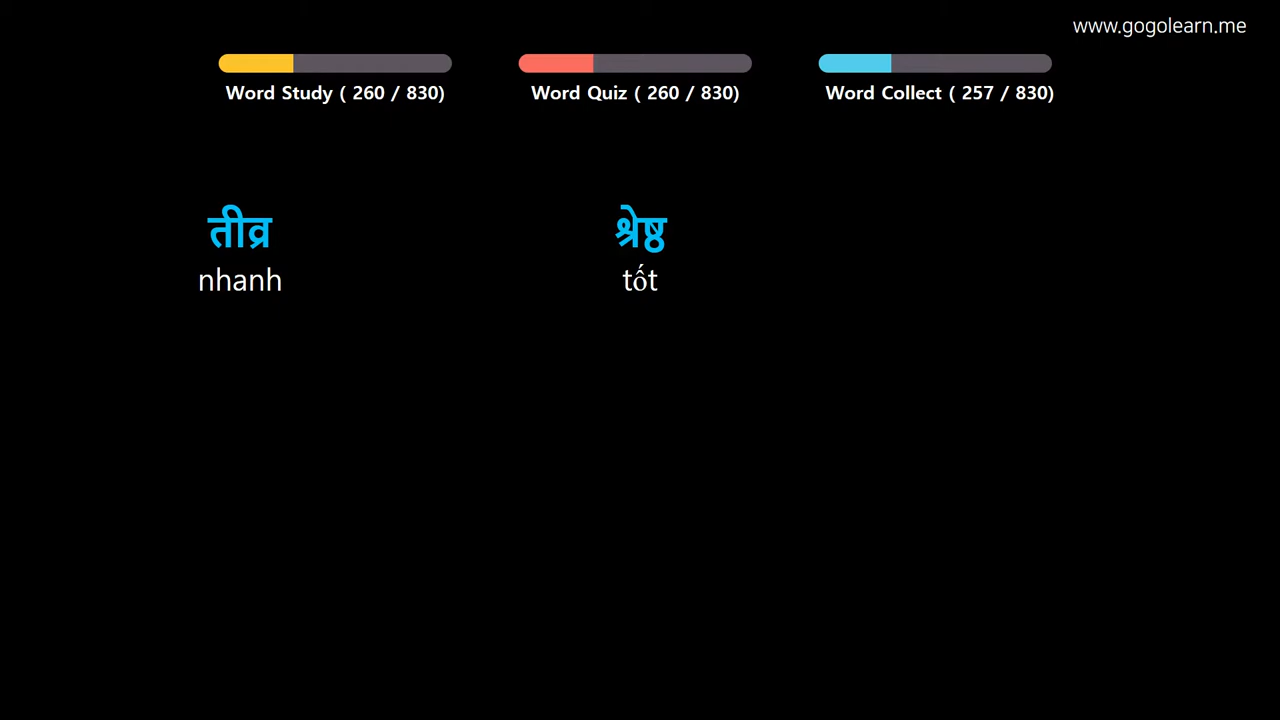 www.gogolearn.me
Word Study ( 260 / 830)
Word Quiz ( 260 / 830)
Word Collect ( 257 / 830)
तीव्र
श्रेष्ठ
nhanh
tốt